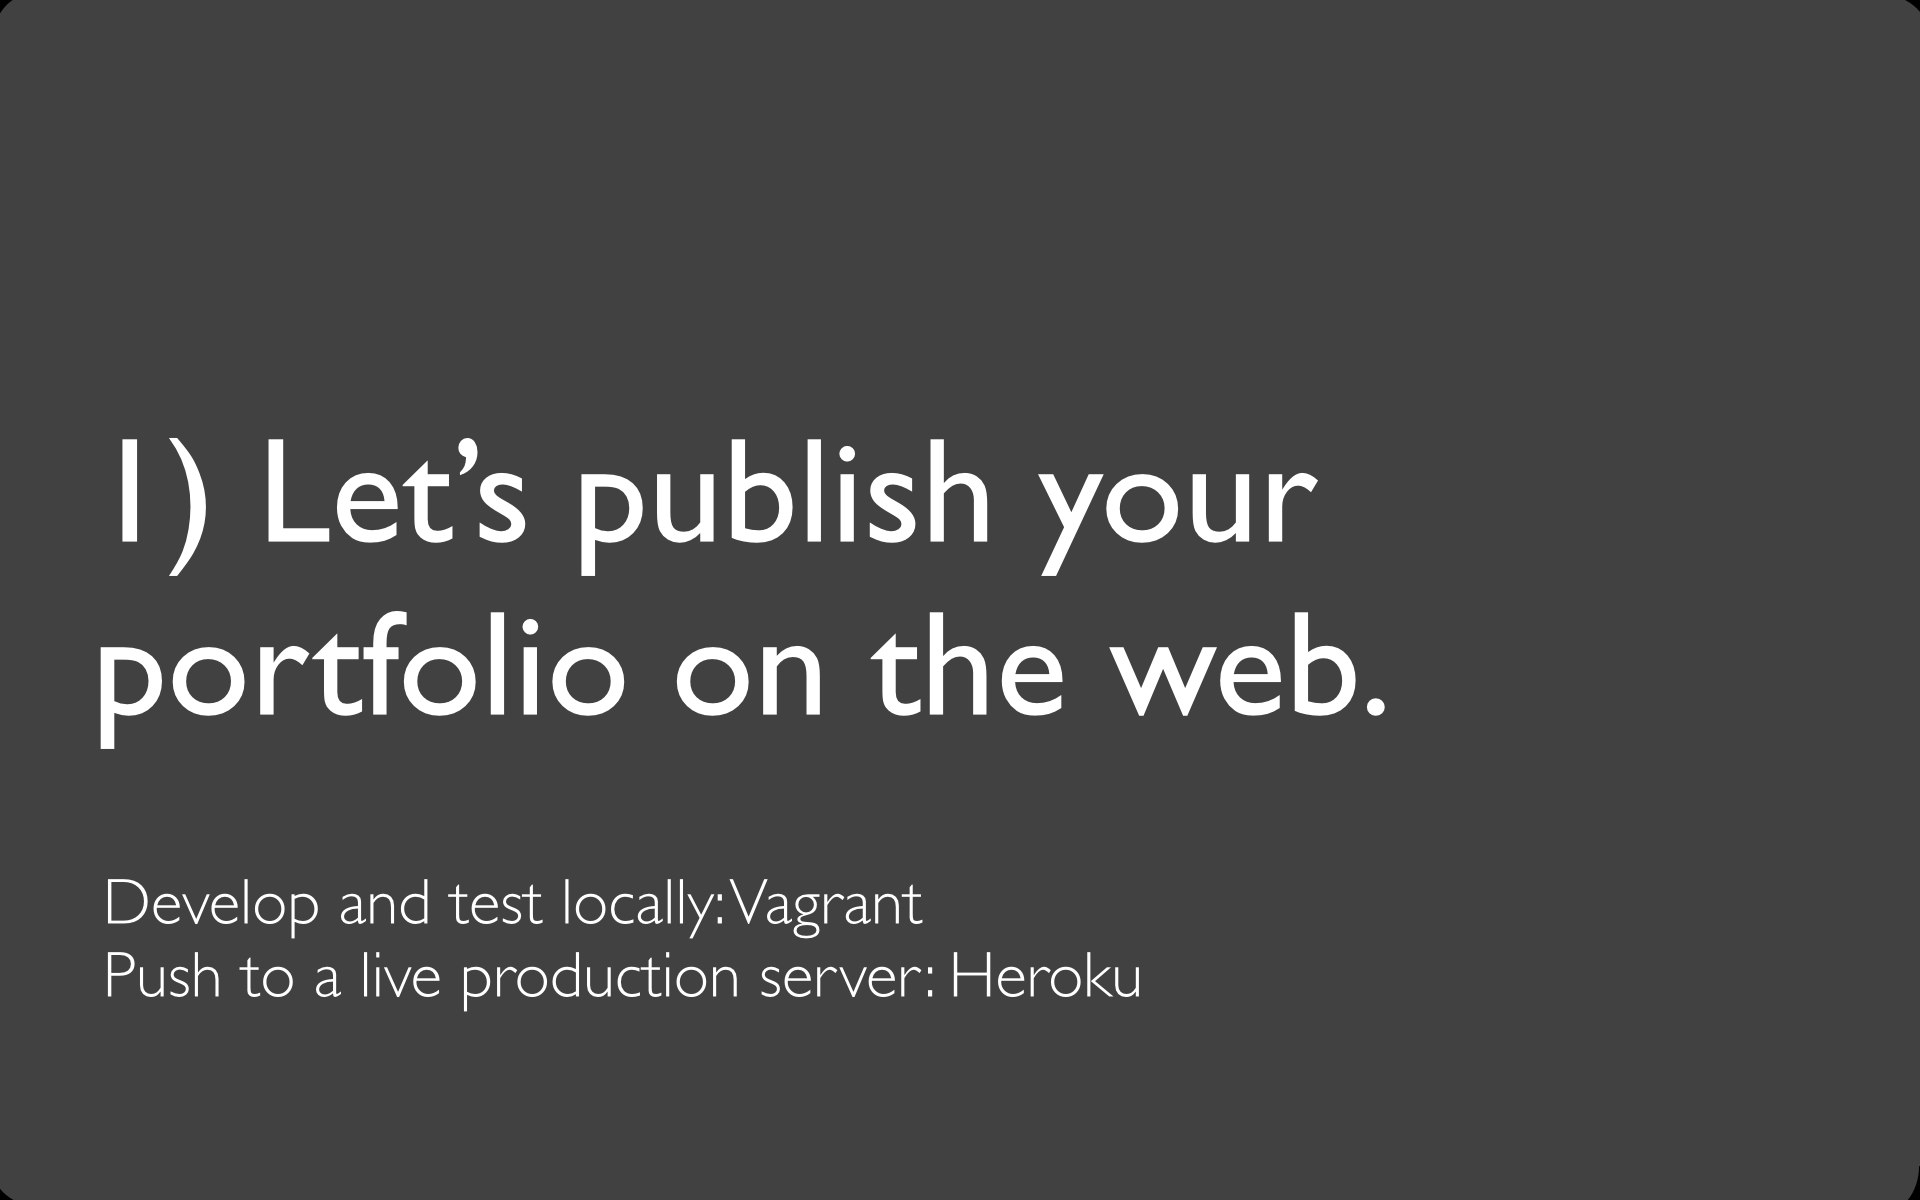 1) Let’s publish your
portfolio on the web.
Develop and test locally: Vagrant
Push to a live production server: Heroku